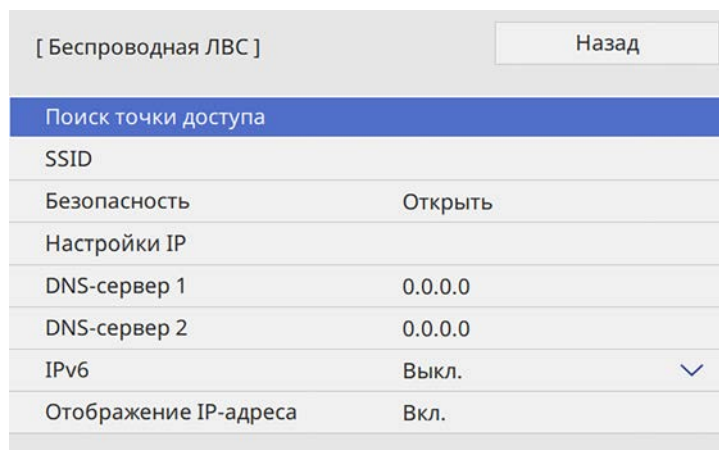 [ Беспроводная ЛВС ] Назад
Поиск точки доступа
SSID
Безопасность Открыть
Настройки IP
DNS-сервер 1 0.0.0.0
DNS-сервер 2 0.0.0.0
IPv6 Выкл.
Отображение IP-адреса Вкл.